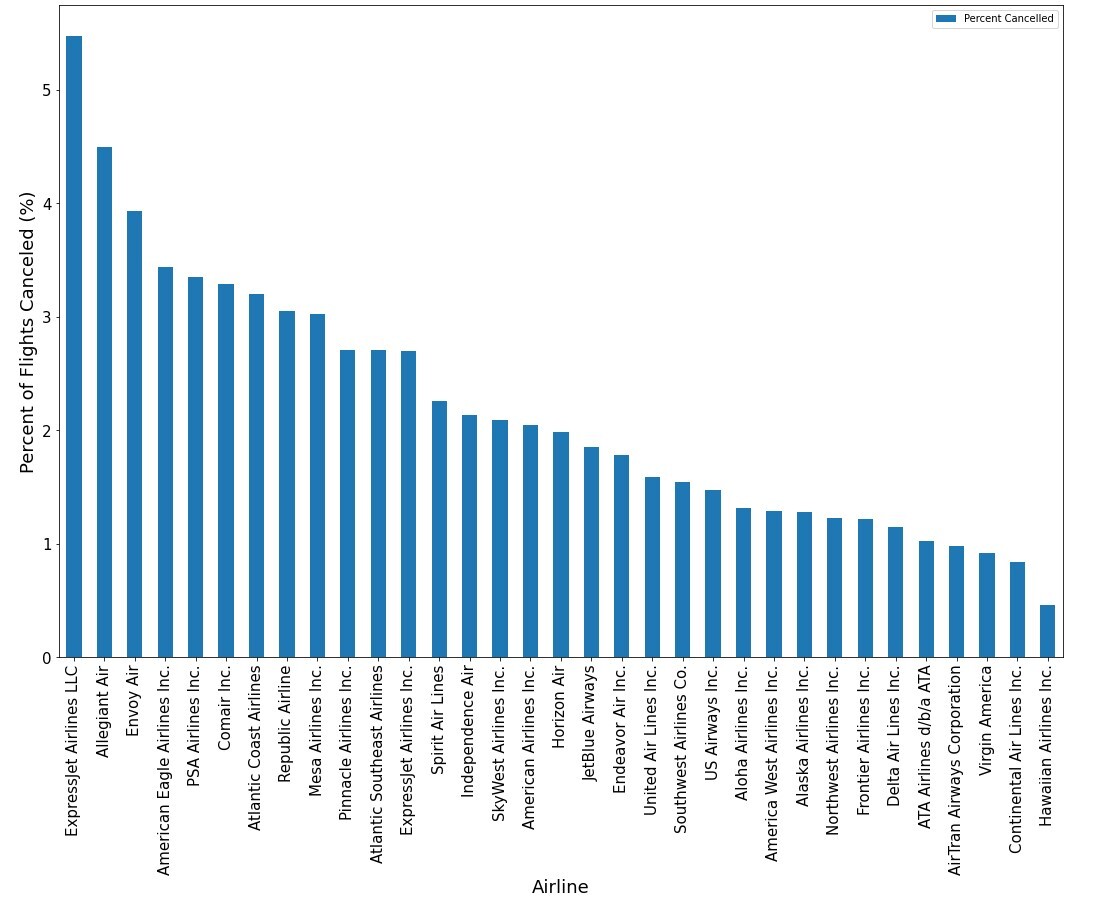 Percent Cancelled
Percent of Flights Canceled (%)
5
4
3
2
1
0
ExpressJet Airlines LLC
Allegiant Air
Envoy Air
American Eagle Airlines Inc.
PSA Airlines Inc.
Comair Inc.
Atlantic Coast Airlines
Republic Airline
Mesa Airlines Inc.
Pinnacle Airlines Inc.
Atlantic Southeast Airlines
ExpressJet Airlines Inc.
Spirit Air Lines
Independence Air
SkyWest Airlines Inc.
American Airlines Inc.
Horizon Air
JetBlue Airways
Endeavor Air Inc.
United Air Lines Inc.
Southwest Airlines Co.
US Airways Inc.
Aloha Airlines Inc.
America West Airlines Inc.
Alaska Airlines Inc.
Northwest Airlines Inc.
Frontier Airlines Inc.
Delta Air Lines Inc.
ATA Airlines d/b/a ATA
AirTran Airways Corporation
Virgin America
Continental Air Lines Inc.
Hawaiian Airlines Inc.
Airline